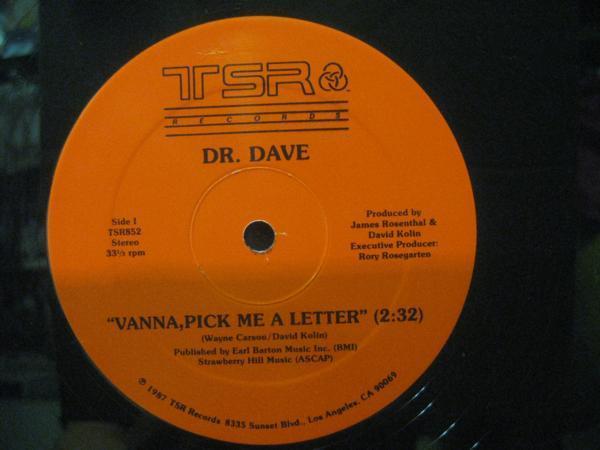 TSR
RECORDS
DR. DAVE
Side 1
TSR852
Stereo
33⅓ rpm
Produced by
James Rosenthal &
David Kolin
Executive Producer:
Rory Rosegarten
"VANNA,PICK ME A LETTER" (2:32)
(Wayne Carson/David Kolin)
Published by Earl Barton Music Inc. (BMI)
Strawberry Hill Music (ASCAP)
℗ 1987 TSR Records 8335 Sunset Blvd., Los Angeles, CA 90069